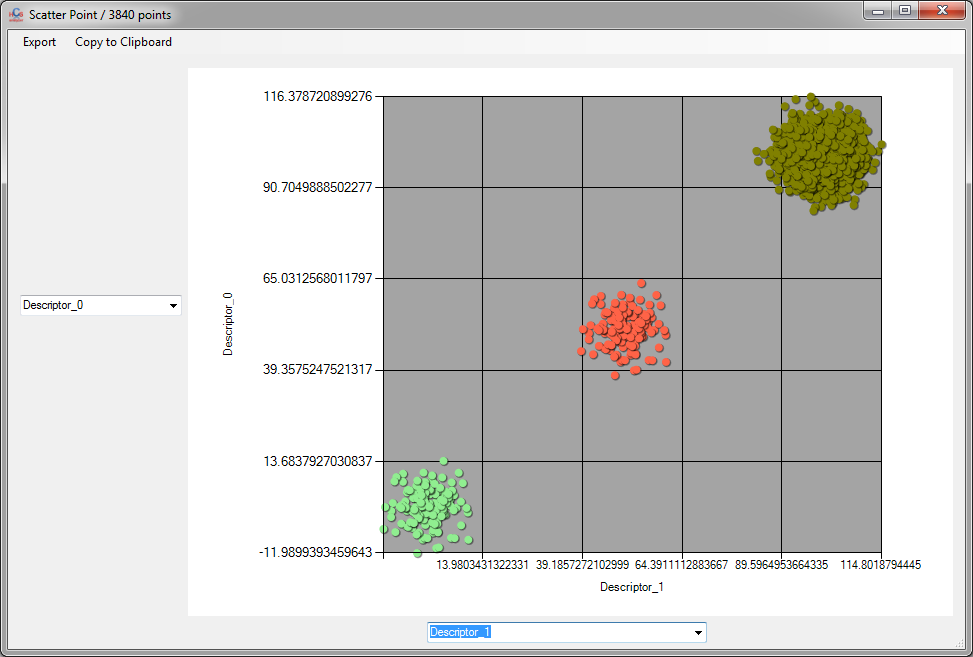 Scatter Point / 3840 points
Export Copy to Clipboard
116.378720899276
90.7049888502277
65.0312568011797
39.3575247521317
13.6837927030837
-11.9899393459643
Descriptor_0
Descriptor_0
13.9803431322331 39.1857272102999 64.3911112883667 89.5964953664335 114.8018794445
Descriptor_1
Descriptor_1